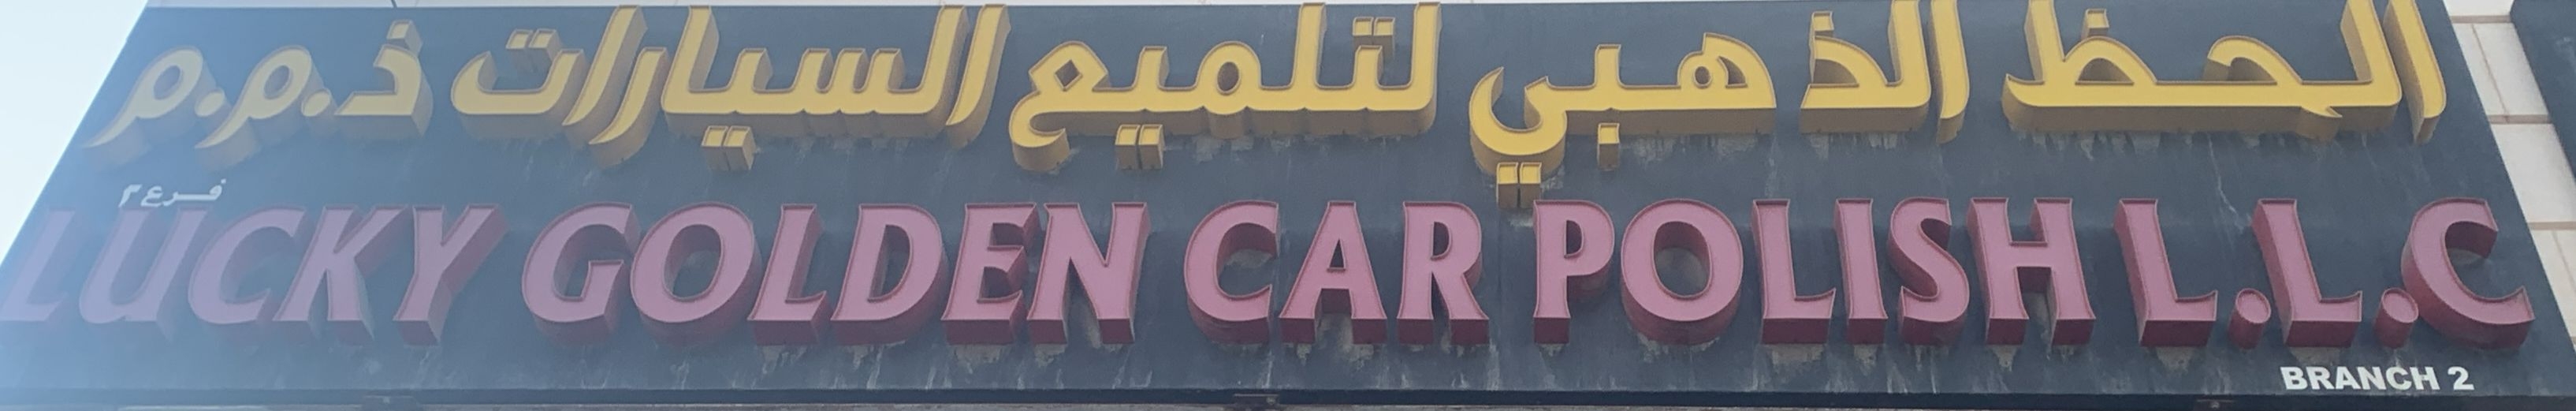 الحظ الذهبي لتلميع السيارات ذ.م.م
فرع ٢
LUCKY GOLDEN CAR POLISH L.L.C
BRANCH 2